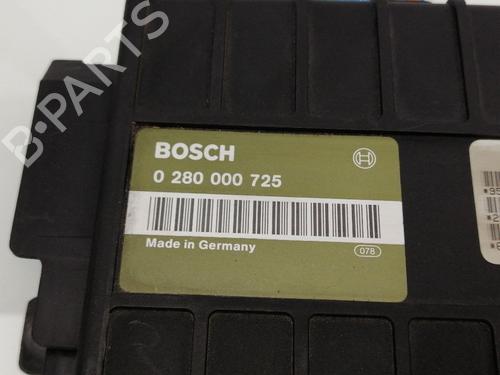 B-PARTS
BOSCH
0 280 000 725
Made in Germany
078